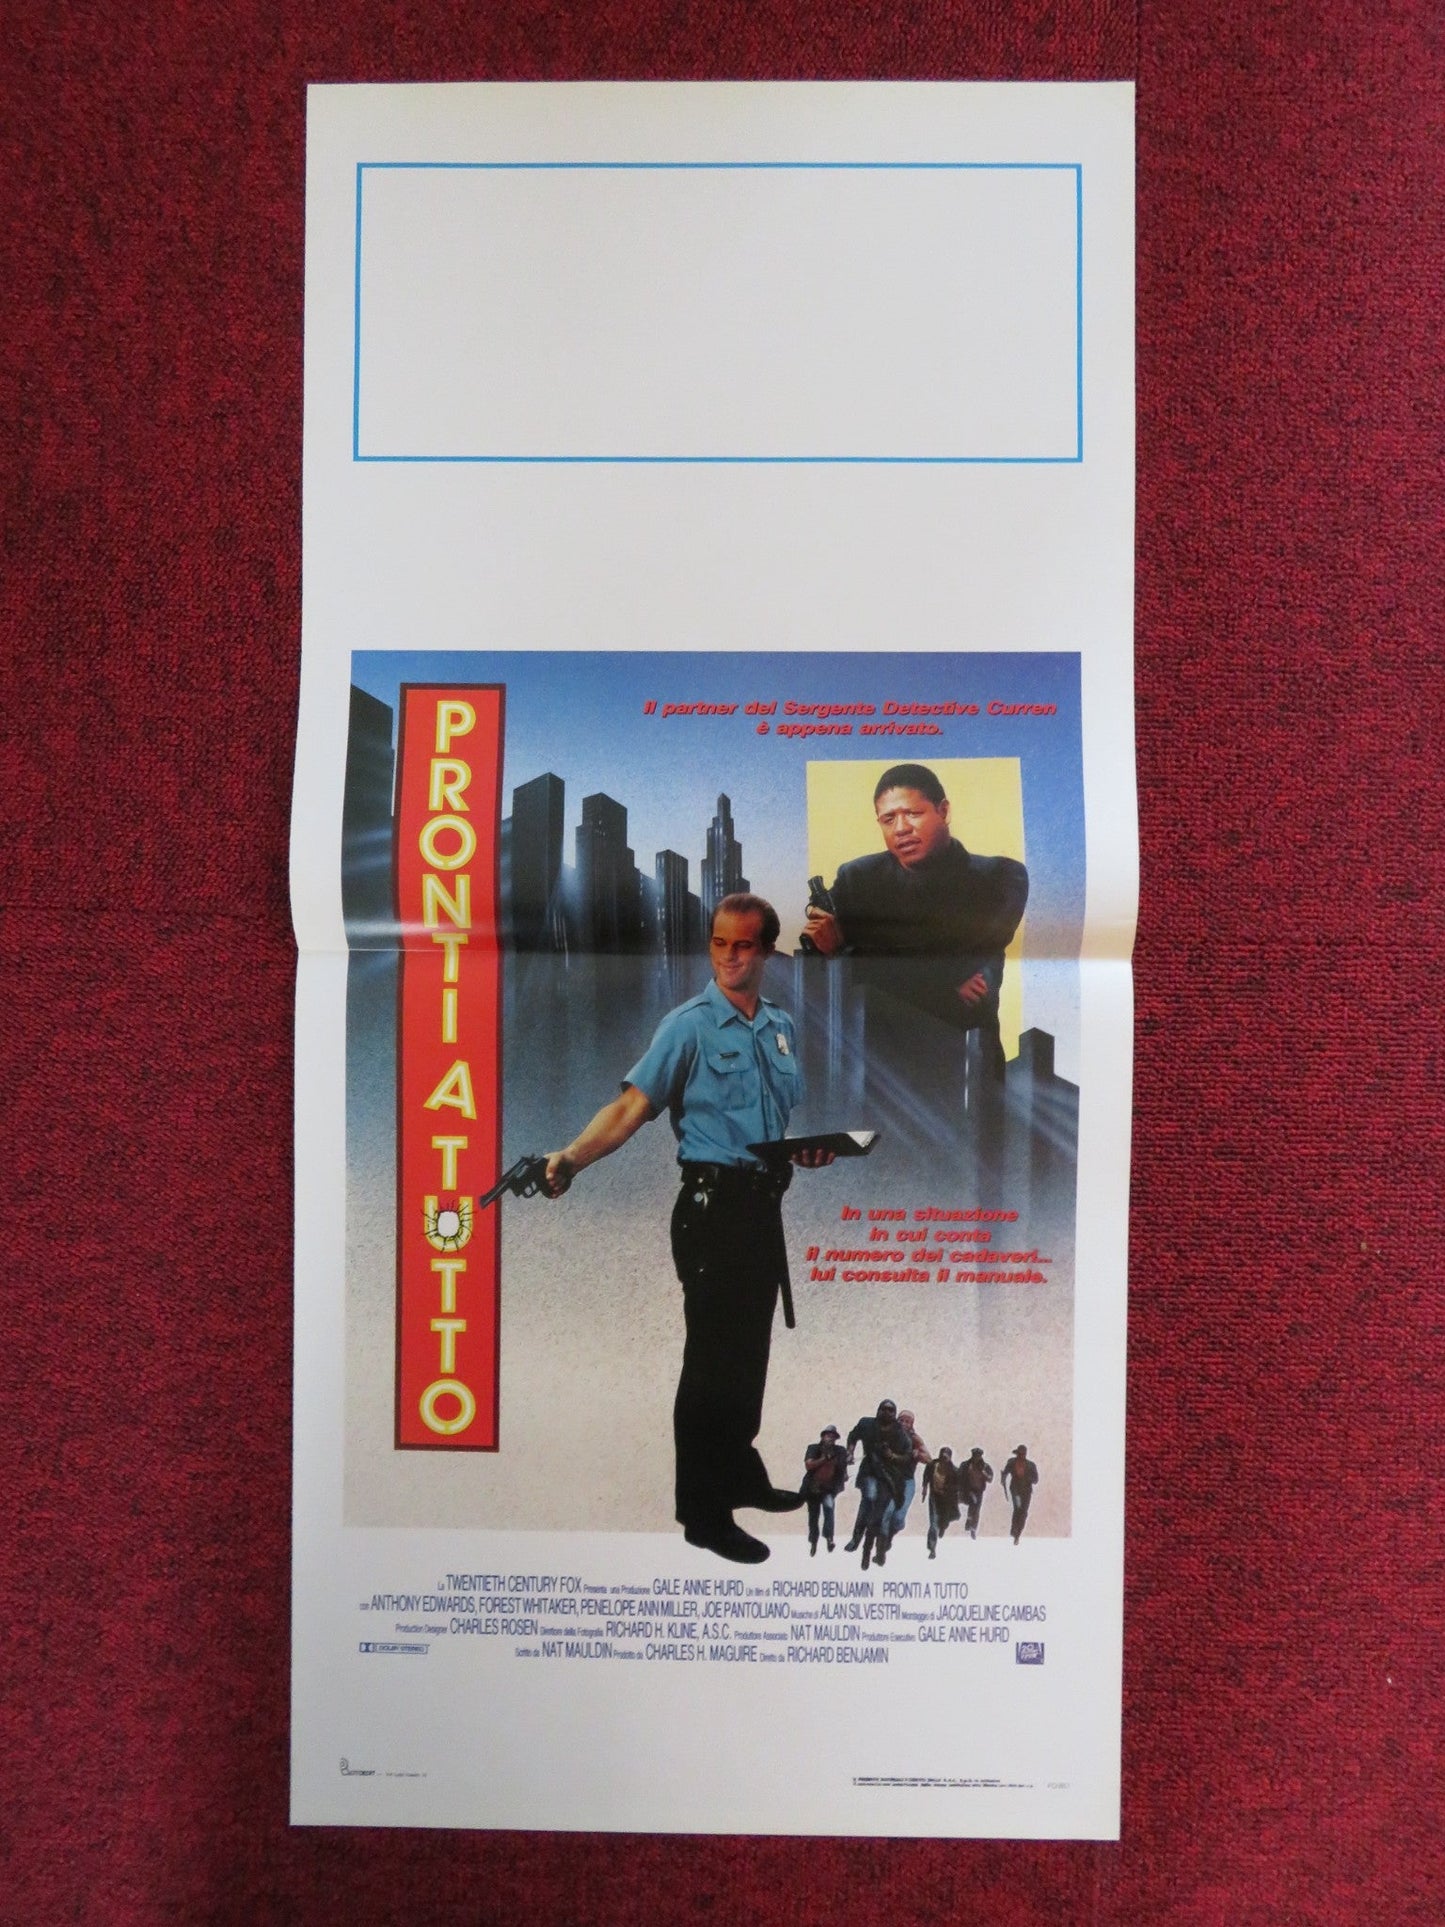 PRONTI A TUTTO
Il partner del Sergente Detective Curren
è appena arrivato.
In una situazione
in cui conta
il numero dei cadaveri...
lui consulta il manuale.
La TWENTIETH CENTURY FOX Presenta una Produzione GALE ANNE HURD Un film di RICHARD BENJAMIN PRONTI A TUTTO
con ANTHONY EDWARDS, FOREST WHITAKER, PENELOPE ANN MILLER, JOE PANTOLIANO Musiche di ALAN SILVESTRI Montaggio di JACQUELINE CAMBAS
Production Designer CHARLES ROSEN Direttore della Fotografia RICHARD H. KLINE, A.S.C. Produttore Associato NAT MAULDIN Produttore Esecutivo GALE ANNE HURD
DOLBY STEREO Scritto da NAT MAULDIN Prodotto da CHARLES H. MAGUIRE Diretto da RICHARD BENJAMIN